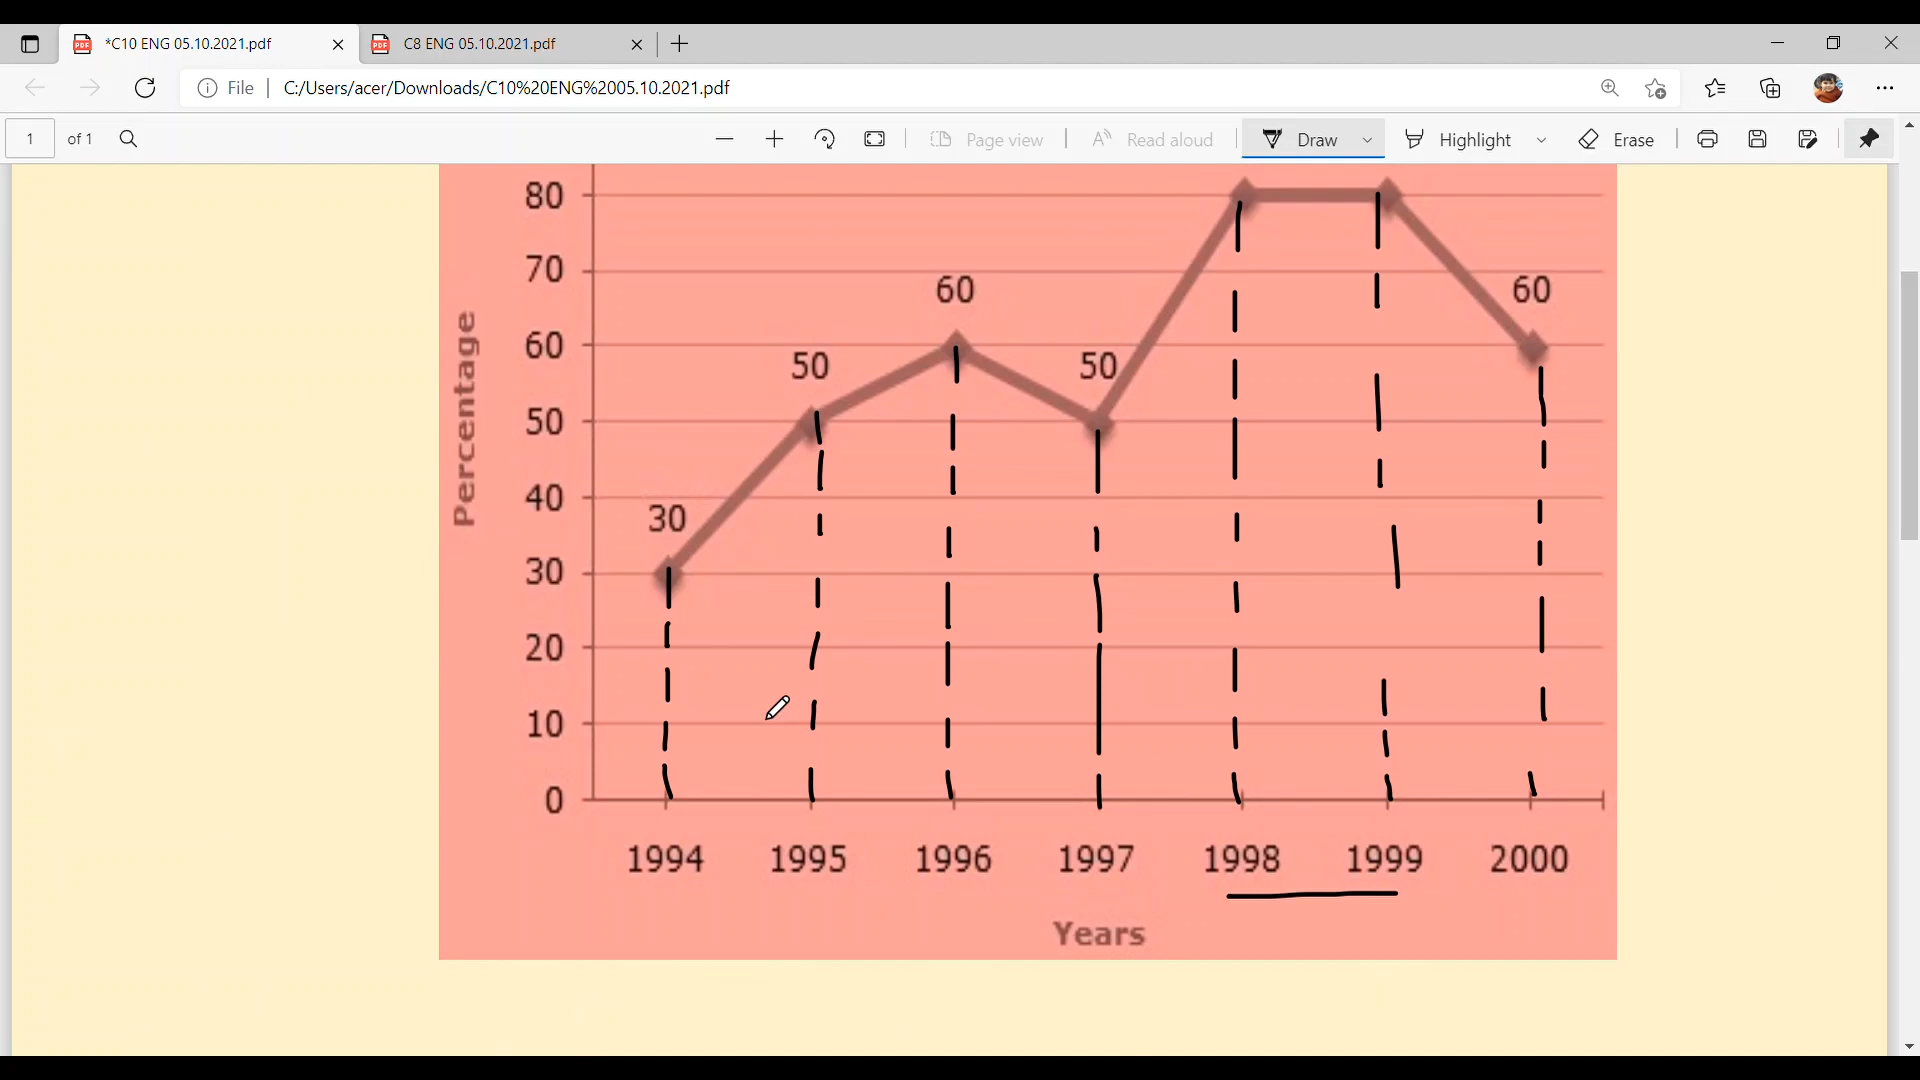 *C10 ENG 05.10.2021.pdf
C8 ENG 05.10.2021.pdf
File
C:/Users/acer/Downloads/C10%20ENG%2005.10.2021.pdf
1 of 1
Page view
Read aloud
Draw
Highlight
Erase
Percentage
80
70
60
50
40
30
20
10
0
30
50
60
50
60
1994 1995 1996 1997 1998 1999 2000
Years